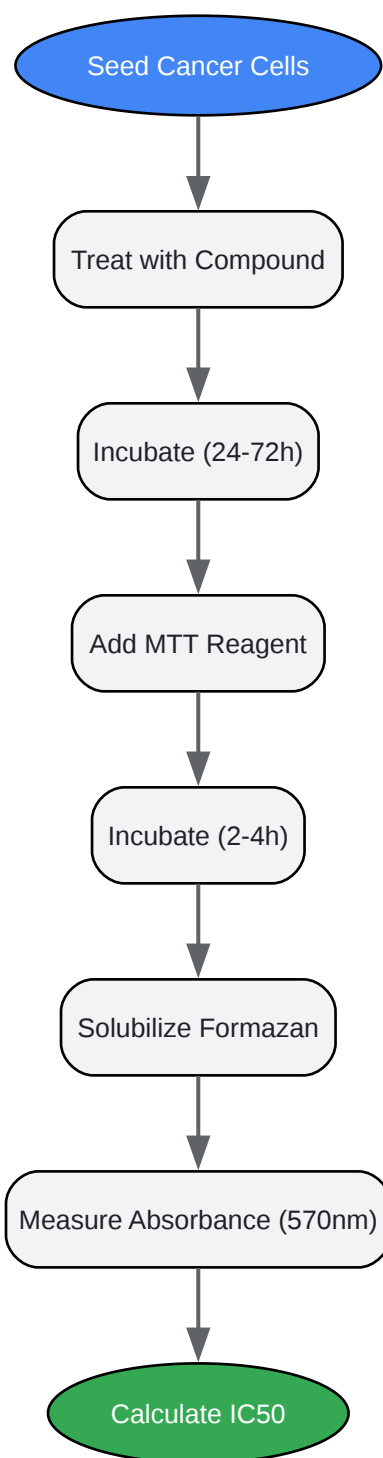 Seed Cancer Cells
Treat with Compound
Incubate (24-72h)
Add MTT Reagent
Incubate (2-4h)
Solubilize Formazan
Measure Absorbance (570nm)
Calculate IC50